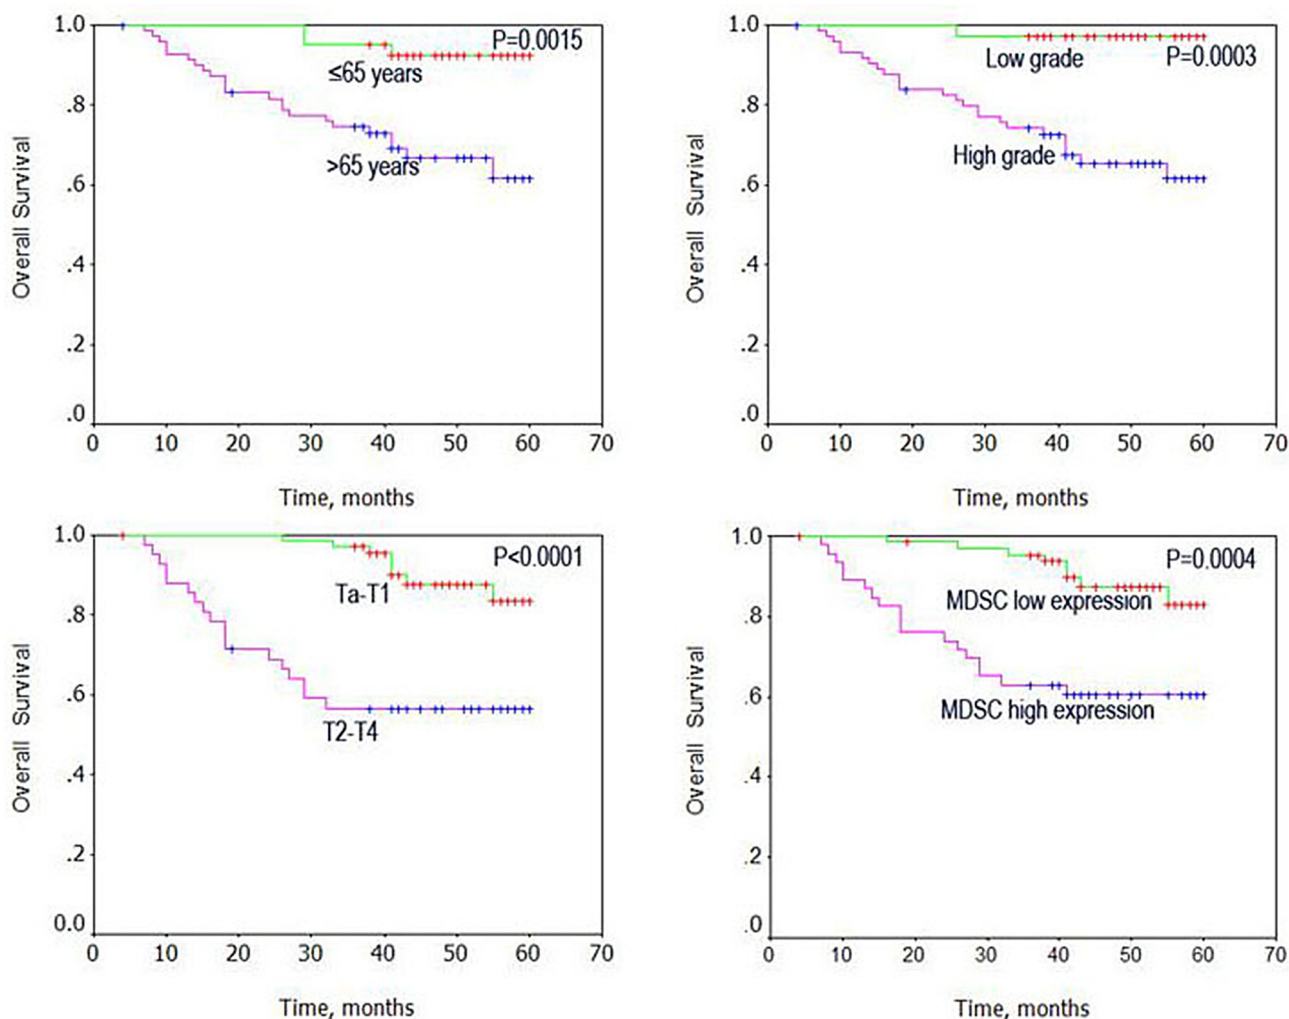 1.0
.8
.6
.4
.2
.0
Overall Survival
P=0.0015
≤65 years
>65 years
0 10 20 30 40 50 60 70
Time, months
1.0
.8
.6
.4
.2
.0
Overall Survival
Low grade
P=0.0003
High grade
0 10 20 30 40 50 60 70
Time, months
1.0
.8
.6
.4
.2
0.0
Overall Survival
P<0.0001
Ta-T1
T2-T4
0 10 20 30 40 50 60 70
Time, months
1.0
.8
.6
.4
.2
.0
Overall Survival
P=0.0004
MDSC low expression
MDSC high expression
0 10 20 30 40 50 60 70
Time, months